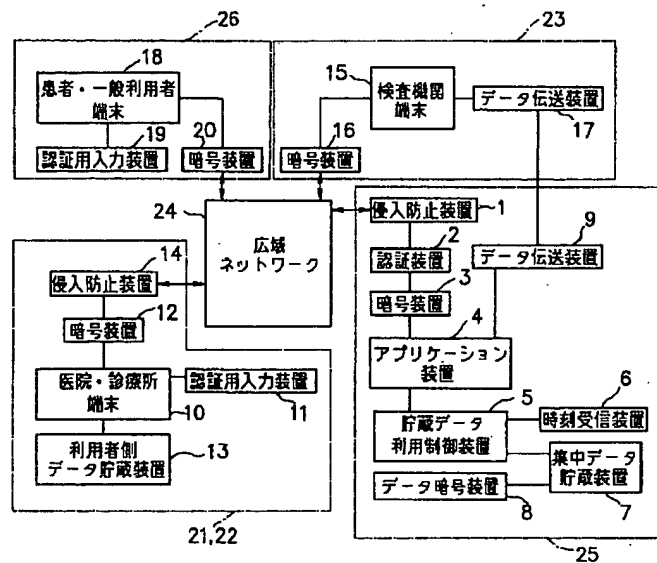 26
23
18
患者・一般利用者
端末
19
20
認証用入力装置
暗号装置
15
検査機関
端末
16
データ伝送装置
17
暗号装置
24
広域
ネットワーク
侵入防止装置
1
2
認証装置
3
暗号装置
4
アプリケーション
装置
9
データ伝送装置
5
貯蔵データ
利用制御装置
6
時刻受信装置
集中データ
貯蔵装置
7
データ暗号装置
8
25
14
侵入防止装置
12
暗号装置
医院・診療所
端末
10
認証用入力装置
11
利用者側
データ貯蔵装置
13
21,22